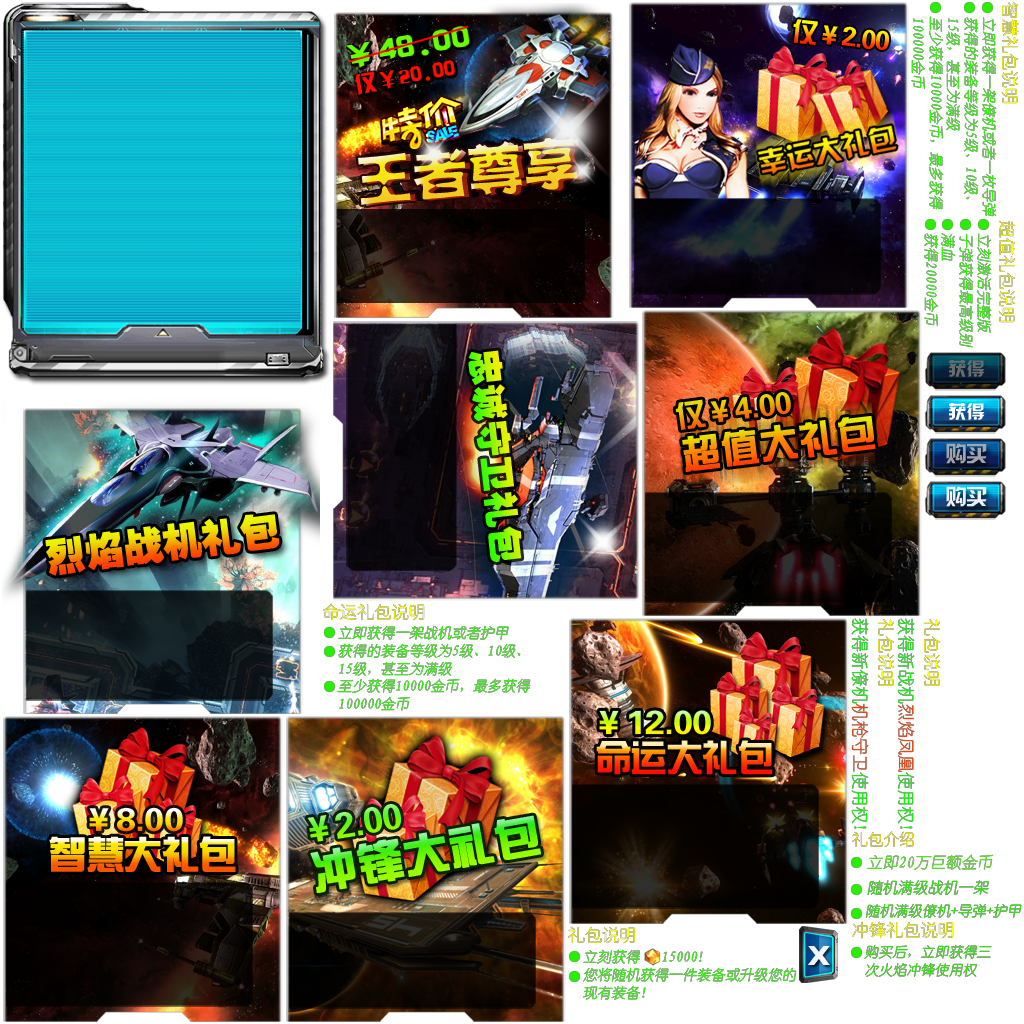 ¥48.00
仅¥20.00
特价
SALE
王者尊享
仅¥2.00
幸运大礼包
智慧礼包说明
立即获得一架僚机或者一枚导弹
获得的装备等级为5级、10级、
15级，甚至为满级
至少获得10000金币，最多获得
100000金币
超值礼包说明
立刻激活完整版
子弹获得最高级别
满血
获得20000金币
获得
获得
购买
购买
烈焰战机礼包
忠诚守卫礼包
仅¥4.00
超值大礼包
命运礼包说明
立即获得一架战机或者护甲
获得的装备等级为5级、10级、
15级，甚至为满级
至少获得10000金币，最多获得
100000金币
¥12.00
命运大礼包
礼包说明
获得新战机烈焰凤凰使用权！
礼包说明
获得新僚机机枪守卫使用权！
¥8.00
智慧大礼包
¥2.00
冲锋大礼包
礼包介绍
立即20万巨额金币
随机满级战机一架
随机满级僚机+导弹+护甲
冲锋礼包说明
购买后，立即获得三
次火焰冲锋使用权
礼包说明
立刻获得15000!
您将随机获得一件装备或升级您的
现有装备!
X